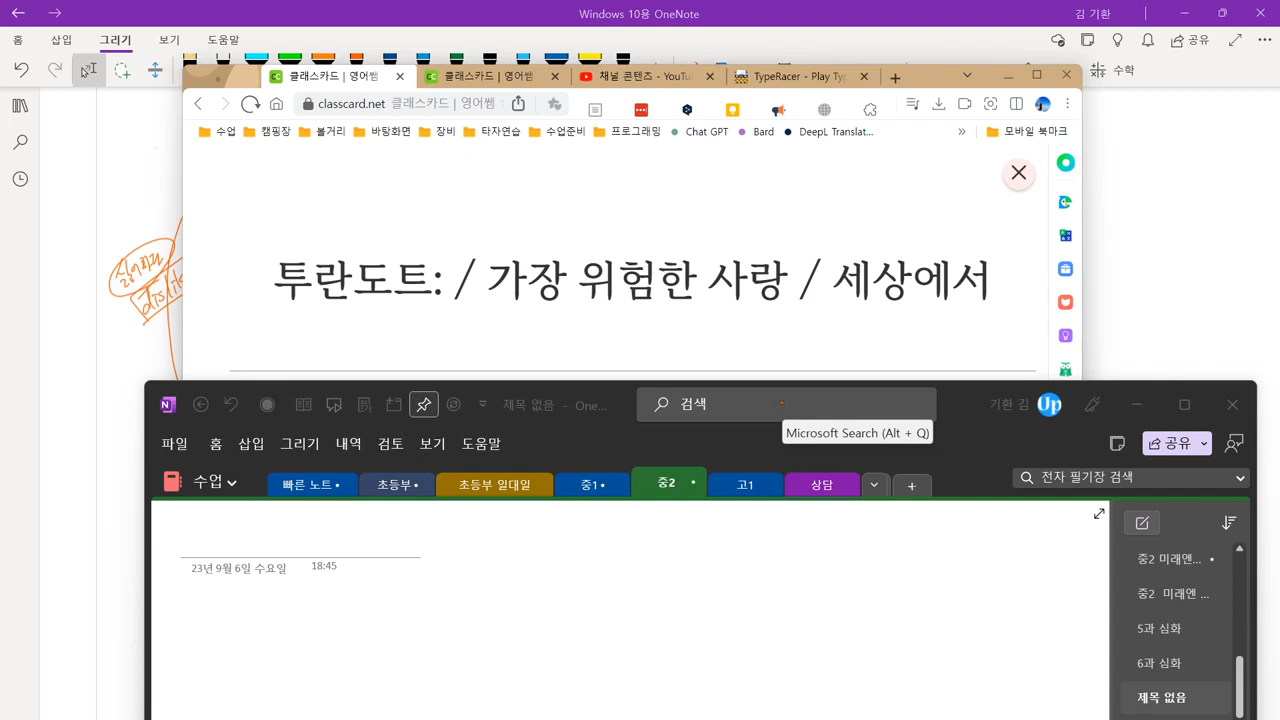 Windows 10용 OneNote
김 기환
홈 삽입 그리기 보기 도움말
공유
수학
클래스카드 | 영어쌤
클래스카드 | 영어쌤
채널 콘텐츠 - YouTu
TypeRacer - Play Ty
classcard.net 클래스카드 | 영어쌤
수업 캠핑장 볼거리 바탕화면 장비 타자연습 수업준비 프로그래밍 Chat GPT Bard DeepL Translat... » 모바일 북마크
투란도트: / 가장 위험한 사랑 / 세상에서
제목 없음 - One...
검색
기환 김
Up
Microsoft Search (Alt + Q)
파일 홈 삽입 그리기 내역 검토 보기 도움말
공유
수업
빠른 노트 초등부 초등부 일대일 중1 중2 고1 상담
전자 필기장 검색
23년 9월 6일 수요일 18:45
중2 미래엔...
중2 미래엔 ...
5과 심화
6과 심화
제목 없음